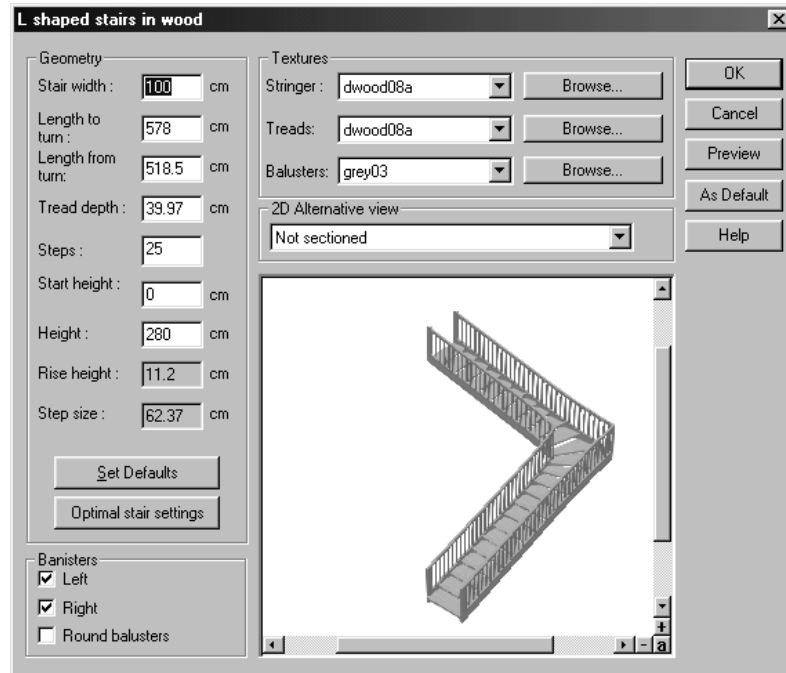 L shaped stairs in wood
Geometry
Stair width : 100 cm
Length to turn : 578 cm
Length from turn: 518.5 cm
Tread depth : 39.97 cm
Steps : 25
Start height : 0 cm
Height : 280 cm
Rise height : 11.2 cm
Step size : 62.37 cm
Set Defaults
Optimal stair settings
Banisters
Left
Right
Round balusters
Textures
Stringer : dwood08a Browse...
Treads: dwood08a Browse...
Balusters: grey03 Browse...
2D Alternative view
Not sectioned
OK
Cancel
Preview
As Default
Help
+
- a